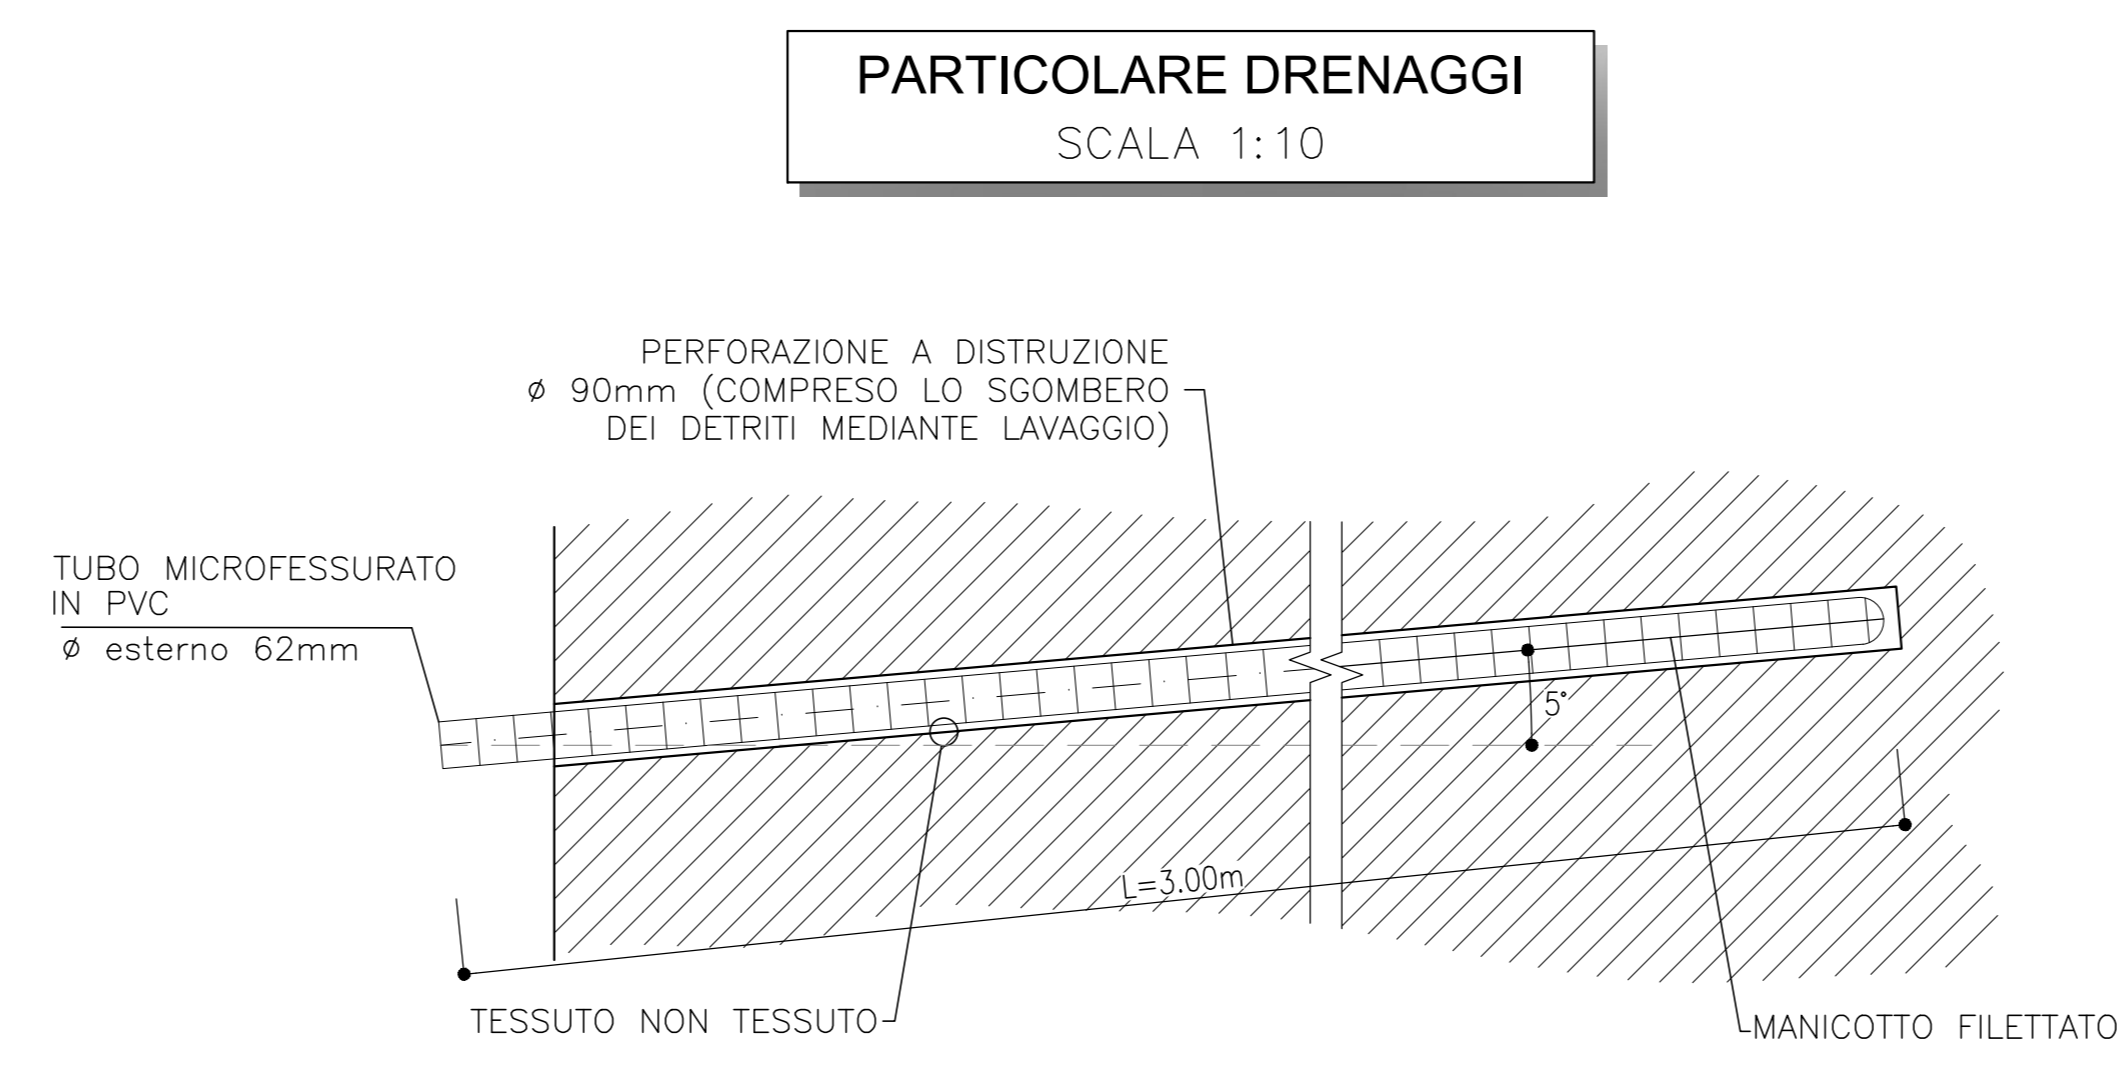 PARTICOLARE DRENAGGI
SCALA 1:10
PERFORAZIONE A DISTRUZIONE
ø 90mm (COMPRESO LO SGOMBERO
DEI DETRITI MEDIANTE LAVAGGIO)
TUBO MICROFESSURATO
IN PVC
ø esterno 62mm
5°
L=3.00m
TESSUTO NON TESSUTO
MANICOTTO FILETTATO